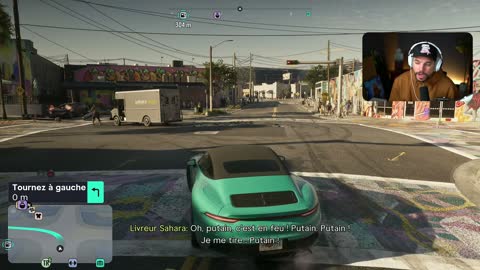 304 m
Tournez à gauche
0 m
Livreur Sahara: Oh, putain, c'est en feu ! Putain. Putain !
Je me tire... Putain !